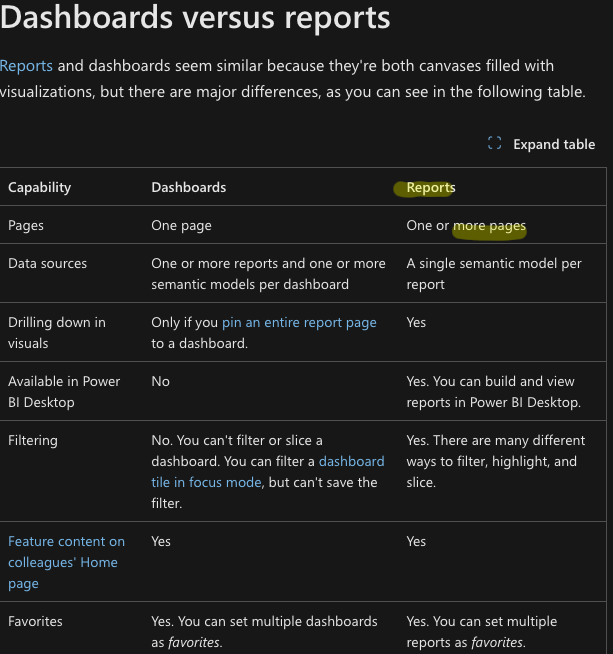 Dashboards versus reports
Reports and dashboards seem similar because they're both canvases filled with
visualizations, but there are major differences, as you can see in the following table.
Expand table
Capability Dashboards Reports
Pages One page One or more pages
Data sources One or more reports and one or more A single semantic model per
semantic models per dashboard report
Drilling down in Only if you pin an entire report page Yes
visuals to a dashboard.
Available in Power No Yes. You can build and view
BI Desktop reports in Power BI Desktop.
Filtering No. You can't filter or slice a Yes. There are many different
dashboard. You can filter a dashboard ways to filter, highlight, and
tile in focus mode, but can't save the slice.
filter.
Feature content on Yes Yes
colleagues' Home
page
Favorites Yes. You can set multiple dashboards Yes. You can set multiple
as favorites. reports as favorites.